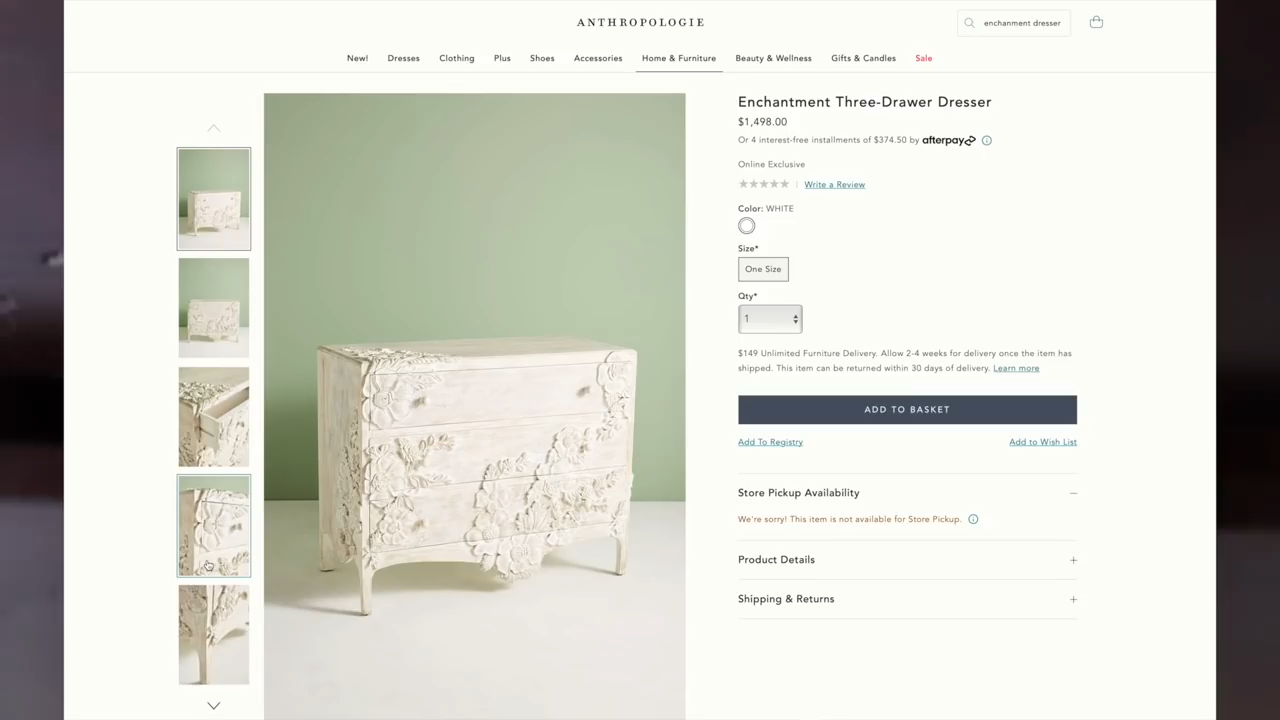 ANTHROPOLOGIE
enchanment dresser
New! Dresses Clothing Plus Shoes Accessories Home & Furniture Beauty & Wellness Gifts & Candles Sale
Enchantment Three-Drawer Dresser
$1,498.00
Or 4 interest-free installments of $374.50 by afterpay
Online Exclusive
Write a Review
Color: WHITE
Size*
One Size
Qty*
1
$149 Unlimited Furniture Delivery. Allow 2-4 weeks for delivery once the item has
shipped. This item can be returned within 30 days of delivery. Learn more
ADD TO BASKET
Add To Registry Add to Wish List
Store Pickup Availability
We're sorry! This item is not available for Store Pickup.
Product Details
Shipping & Returns